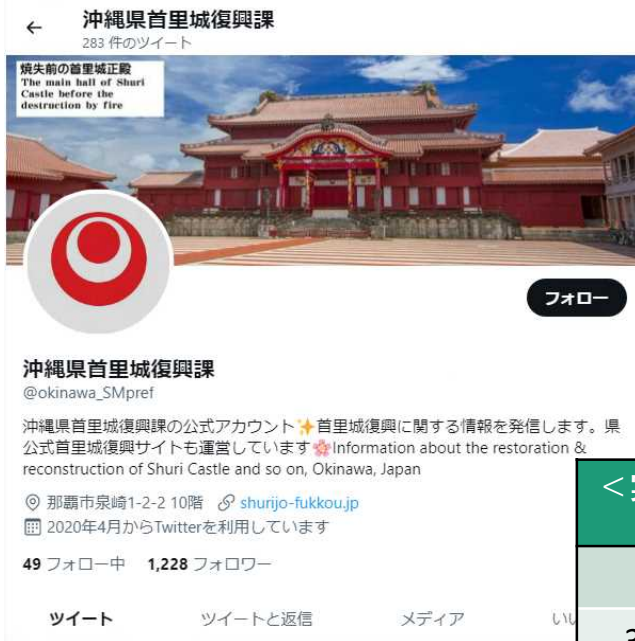 沖縄県首里城復興課
283 件のツイート
焼失前の首里城正殿
The main hall of Shuri
Castle before the
destruction by fire
フォロー
沖縄県首里城復興課
@okinawa_SMpref
沖縄県首里城復興課の公式アカウント✨首里城復興に関する情報を発信します。県
公式首里城復興サイトも運営しています🌺Information about the restoration &
reconstruction of Shuri Castle and so on, Okinawa, Japan
那覇市泉崎1-2-2 10階 shurijo-fukkou.jp
2020年4月からTwitterを利用しています
49 フォロー中 1,228 フォロワー
ツイート ツイートと返信 メディア